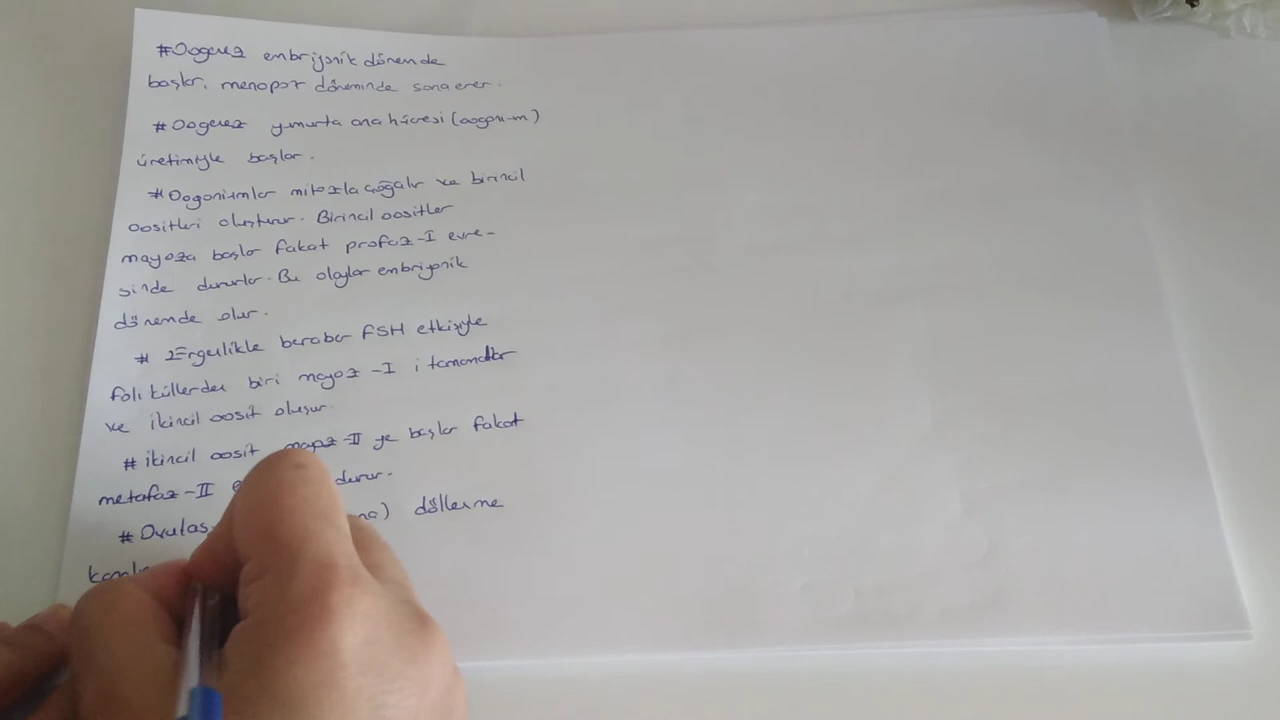 #Oogenez embriyonik dönemde
başlar, menopoz döneminde sona erer.
#Oogenez yumurta ana hücresi (oogon-m)
üretimiyle başlar.
#Oogoniumlar mitozla çoğalır ve birincil
oositleri oluşturur. Birincil oositler
mayoza başlar fakat profaz-I evre-
sinde dururlar. Bu olaylar embriyonik
dönemde olur.
# Ergenlikle beraber FSH etkisiyle
foliküllerden biri mayoz-I i tamamlar
ve ikincil oosit oluşur.
# ikincil oosit mayoz-II ye başlar fakat
metafaz-II durur.
# döllenme